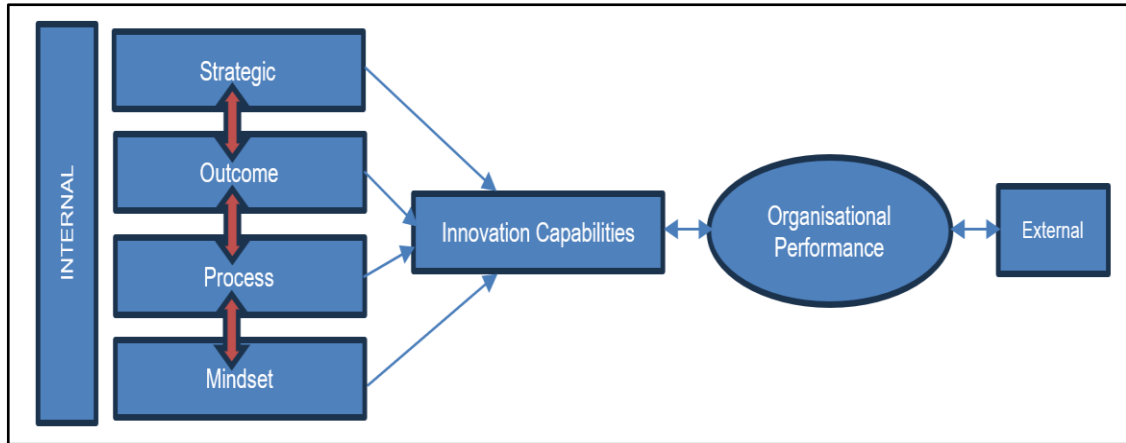 INTERNAL
Strategic
Outcome
Process
Mindset
Innovation Capabilities
Organisational
Performance
External